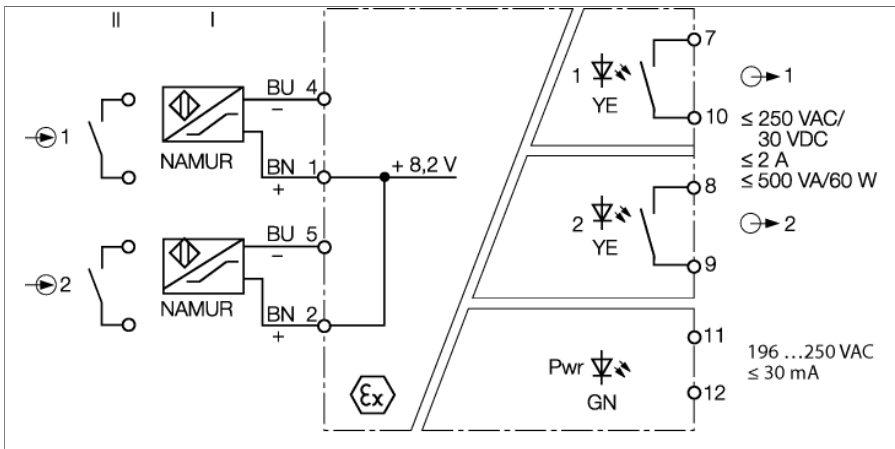 II I
1
NAMUR
BU 4
−
BN 1
+
+ 8,2 V
2
NAMUR
BU 5
−
BN 2
+
Ex
1
YE
7
10
1
≤ 250 VAC/
30 VDC
≤ 2 A
≤ 500 VA/60 W
2
YE
8
9
2
Pwr
GN
11
12
196 ...250 VAC
≤ 30 mA